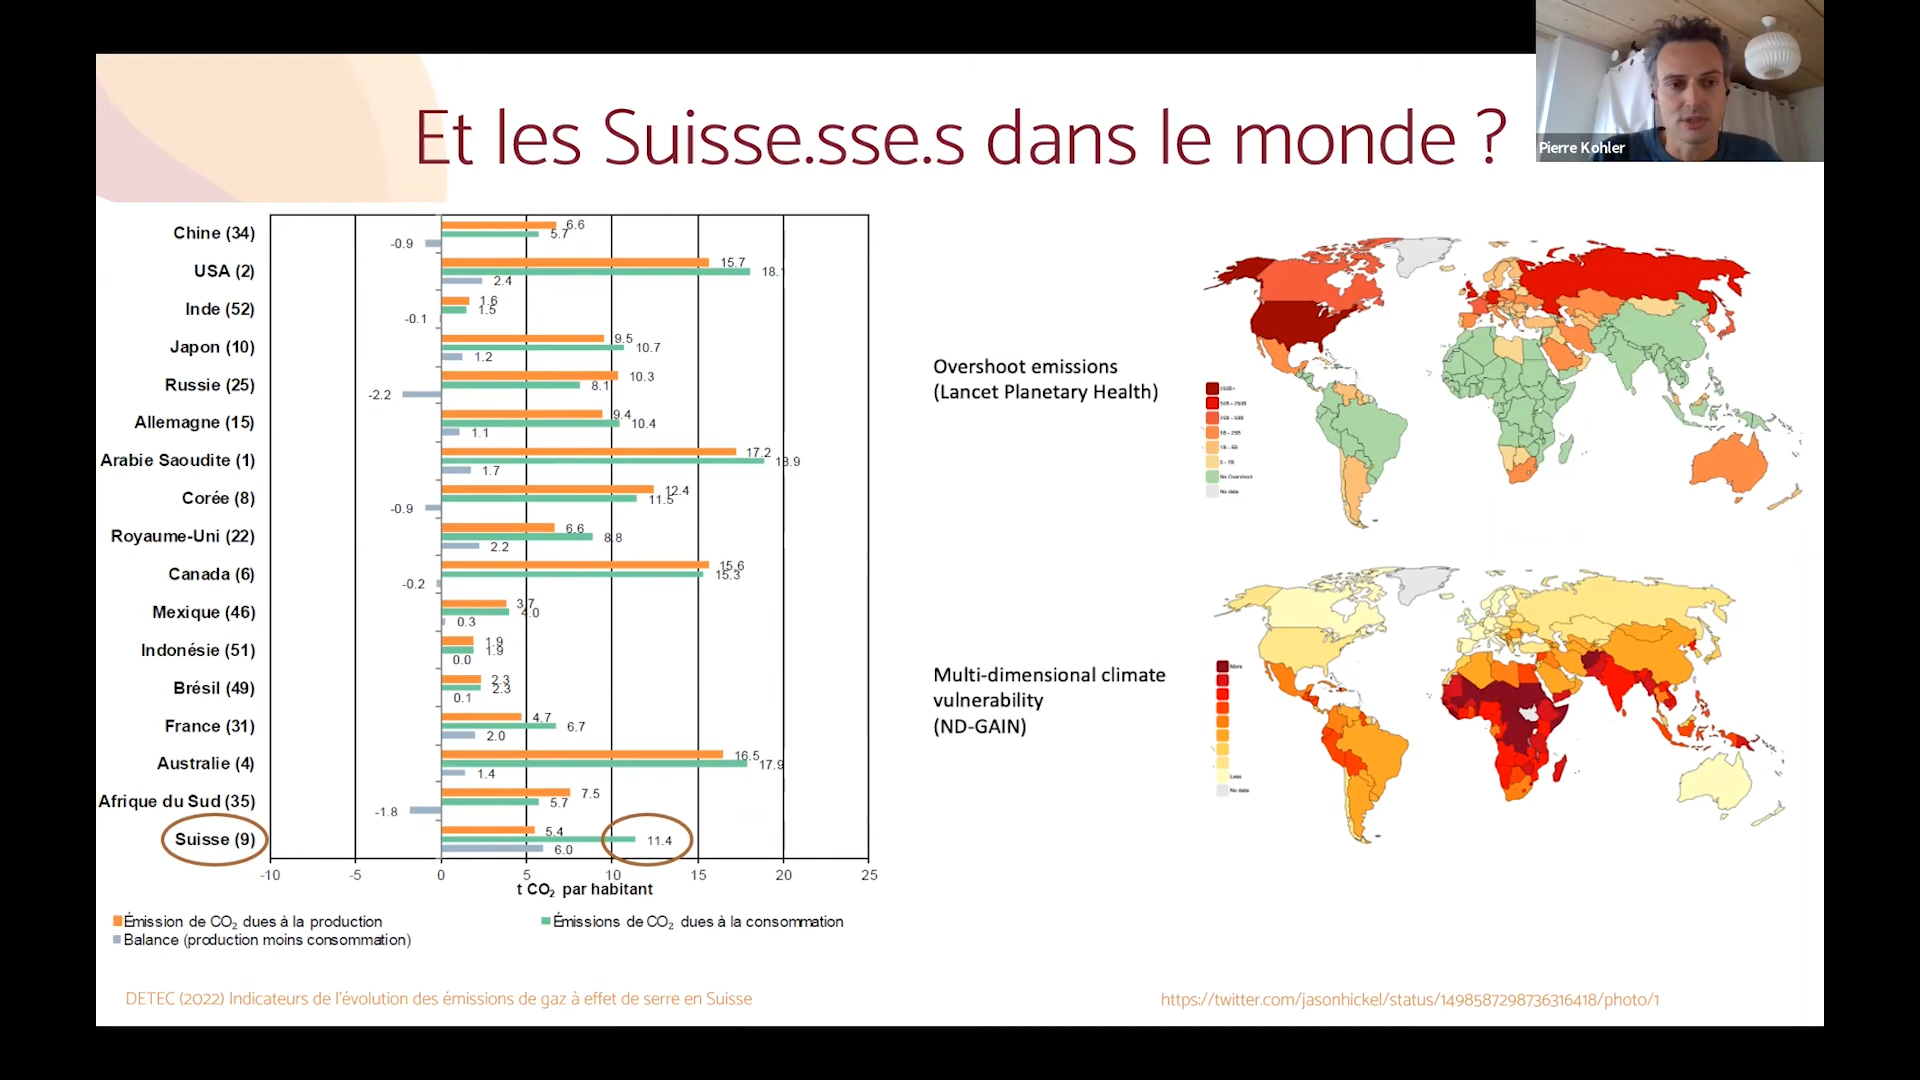 Et les Suisse.sse.s dans le monde ?
Pierre Kohler
Chine (34)
6.6
5.7
-0.9
USA (2)
15.7
18.1
2.4
Inde (52)
1.6
1.5
-0.1
Japon (10)
9.5
10.7
1.2
Russie (25)
10.3
8.1
-2.2
Allemagne (15)
9.4
10.4
1.1
Arabie Saoudite (1)
17.2
18.9
1.7
Corée (8)
12.4
11.5
-0.9
Royaume-Uni (22)
6.6
8.8
2.2
Canada (6)
15.6
15.3
-0.2
Mexique (46)
3.7
4.0
0.3
Indonésie (51)
1.9
1.9
0.0
Brésil (49)
2.3
2.3
0.1
France (31)
4.7
6.7
2.0
Australie (4)
16.5
17.9
1.4
Afrique du Sud (35)
7.5
5.7
-1.8
Suisse (9)
5.4
11.4
6.0
-10 -5 0 5 10 15 20 25
t CO₂ par habitant
Émission de CO₂ dues à la production
Émissions de CO₂ dues à la consommation
Balance (production moins consommation)
Overshoot emissions
(Lancet Planetary Health)
No Overshoot
No data
Multi-dimensional climate
vulnerability
(ND-GAIN)
More
Less
No data
DETEC (2022) Indicateurs de l'évolution des émissions de gaz à effet de serre en Suisse
https://twitter.com/jasonhickel/status/1498587298736316418/photo/1